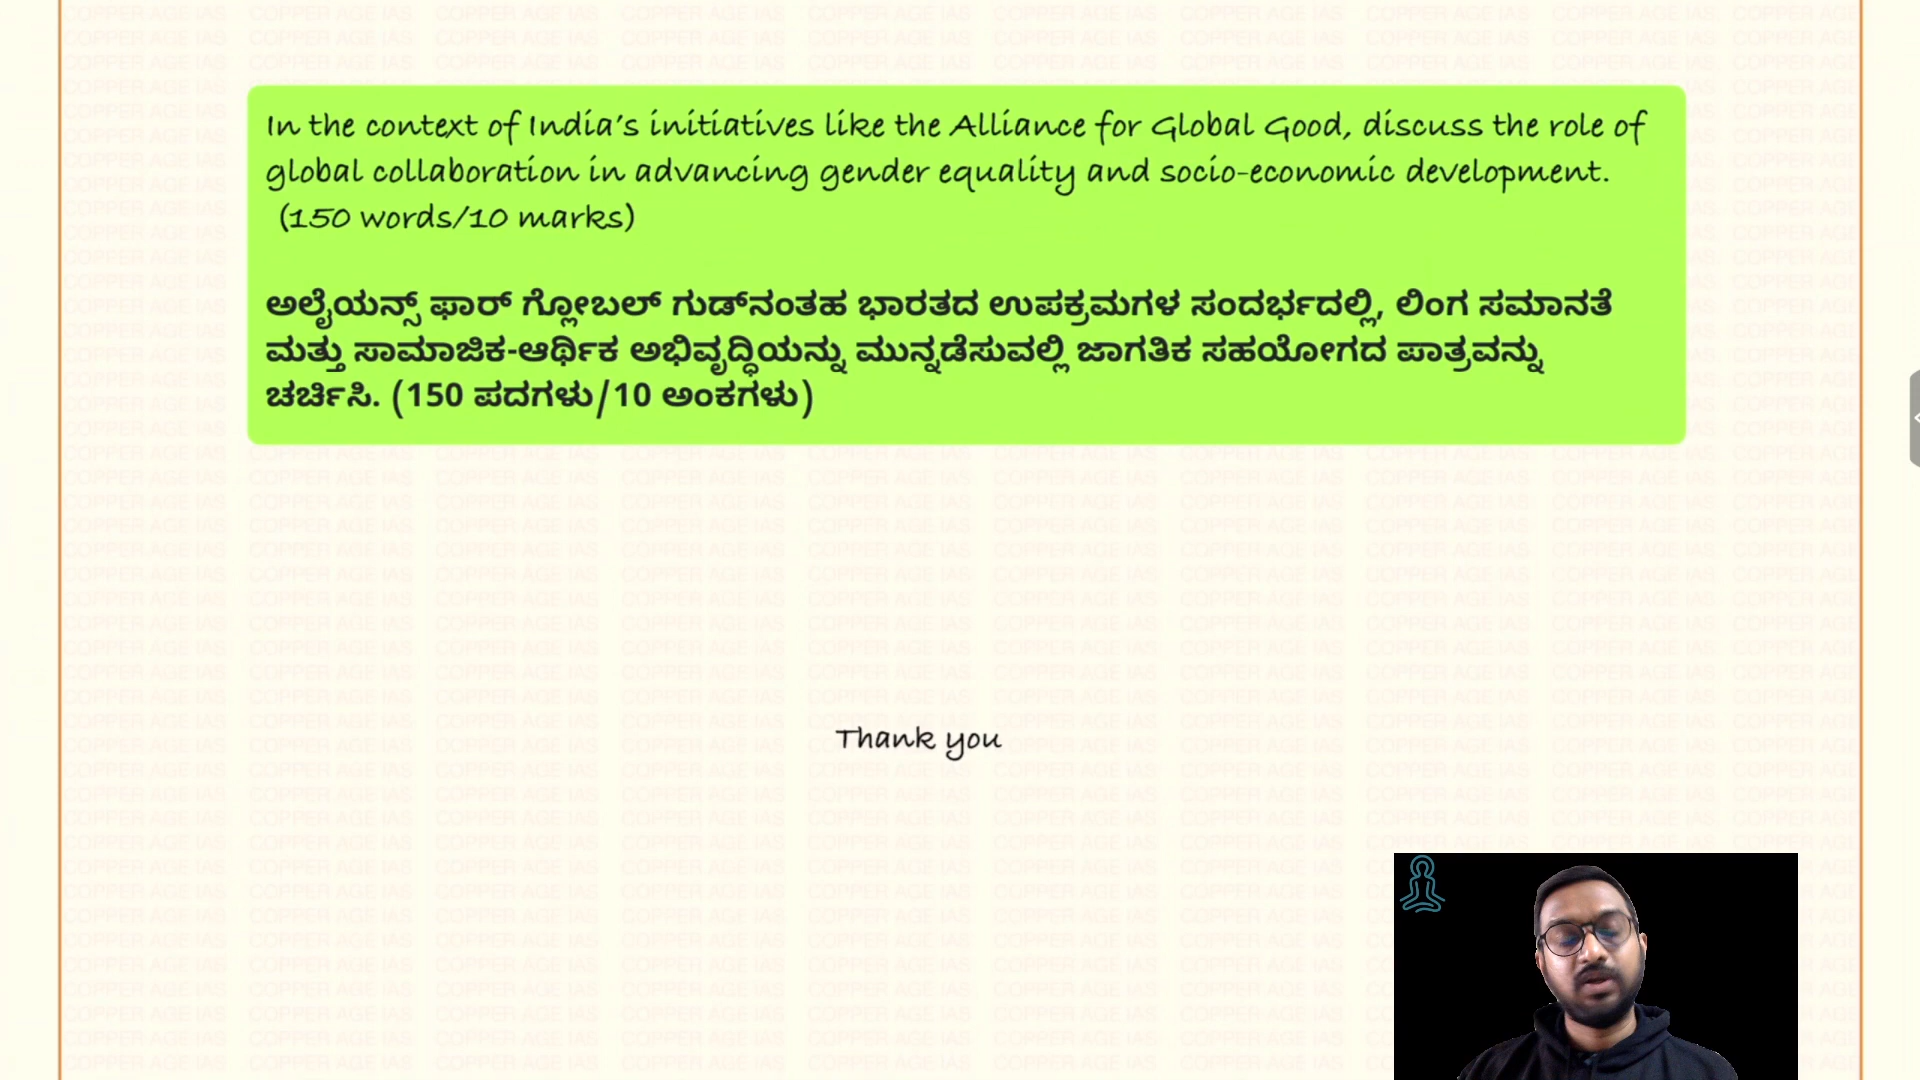 In the context of India's initiatives like the Alliance for Global Good, discuss the role of
global collaboration in advancing gender equality and socio-economic development.
(150 words/10 marks)
ಅಲೈಯನ್ಸ್ ಫಾರ್ ಗ್ಲೋಬಲ್ ಗುಡ್‌ನಂತಹ ಭಾರತದ ಉಪಕ್ರಮಗಳ ಸಂದರ್ಭದಲ್ಲಿ, ಲಿಂಗ ಸಮಾನತೆ
ಮತ್ತು ಸಾಮಾಜಿಕ-ಆರ್ಥಿಕ ಅಭಿವೃದ್ಧಿಯನ್ನು ಮುನ್ನಡೆಸುವಲ್ಲಿ ಜಾಗತಿಕ ಸಹಯೋಗದ ಪಾತ್ರವನ್ನು
ಚರ್ಚಿಸಿ. (150 ಪದಗಳು/10 ಅಂಕಗಳು)
Thank you
COPPER AGE IAS